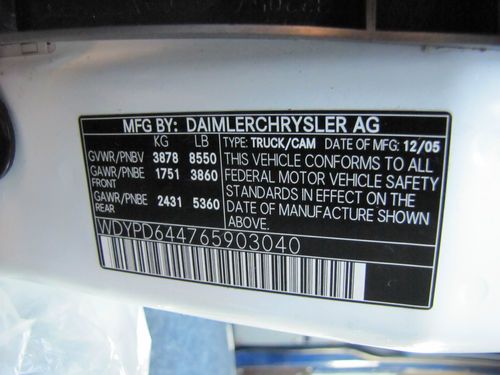 MFG BY: DAIMLERCHRYSLER AG
KG LB
GVWR/PNBV 3878 8550
GAWR/PNBE FRONT 1751 3860
GAWR/PNBE REAR 2431 5360
TYPE: TRUCK/CAM DATE OF MFG: 12/05
THIS VEHICLE CONFORMS TO ALL
FEDERAL MOTOR VEHICLE SAFETY
STANDARDS IN EFFECT ON THE
DATE OF MANUFACTURE SHOWN
ABOVE.
WDYPD644765903040